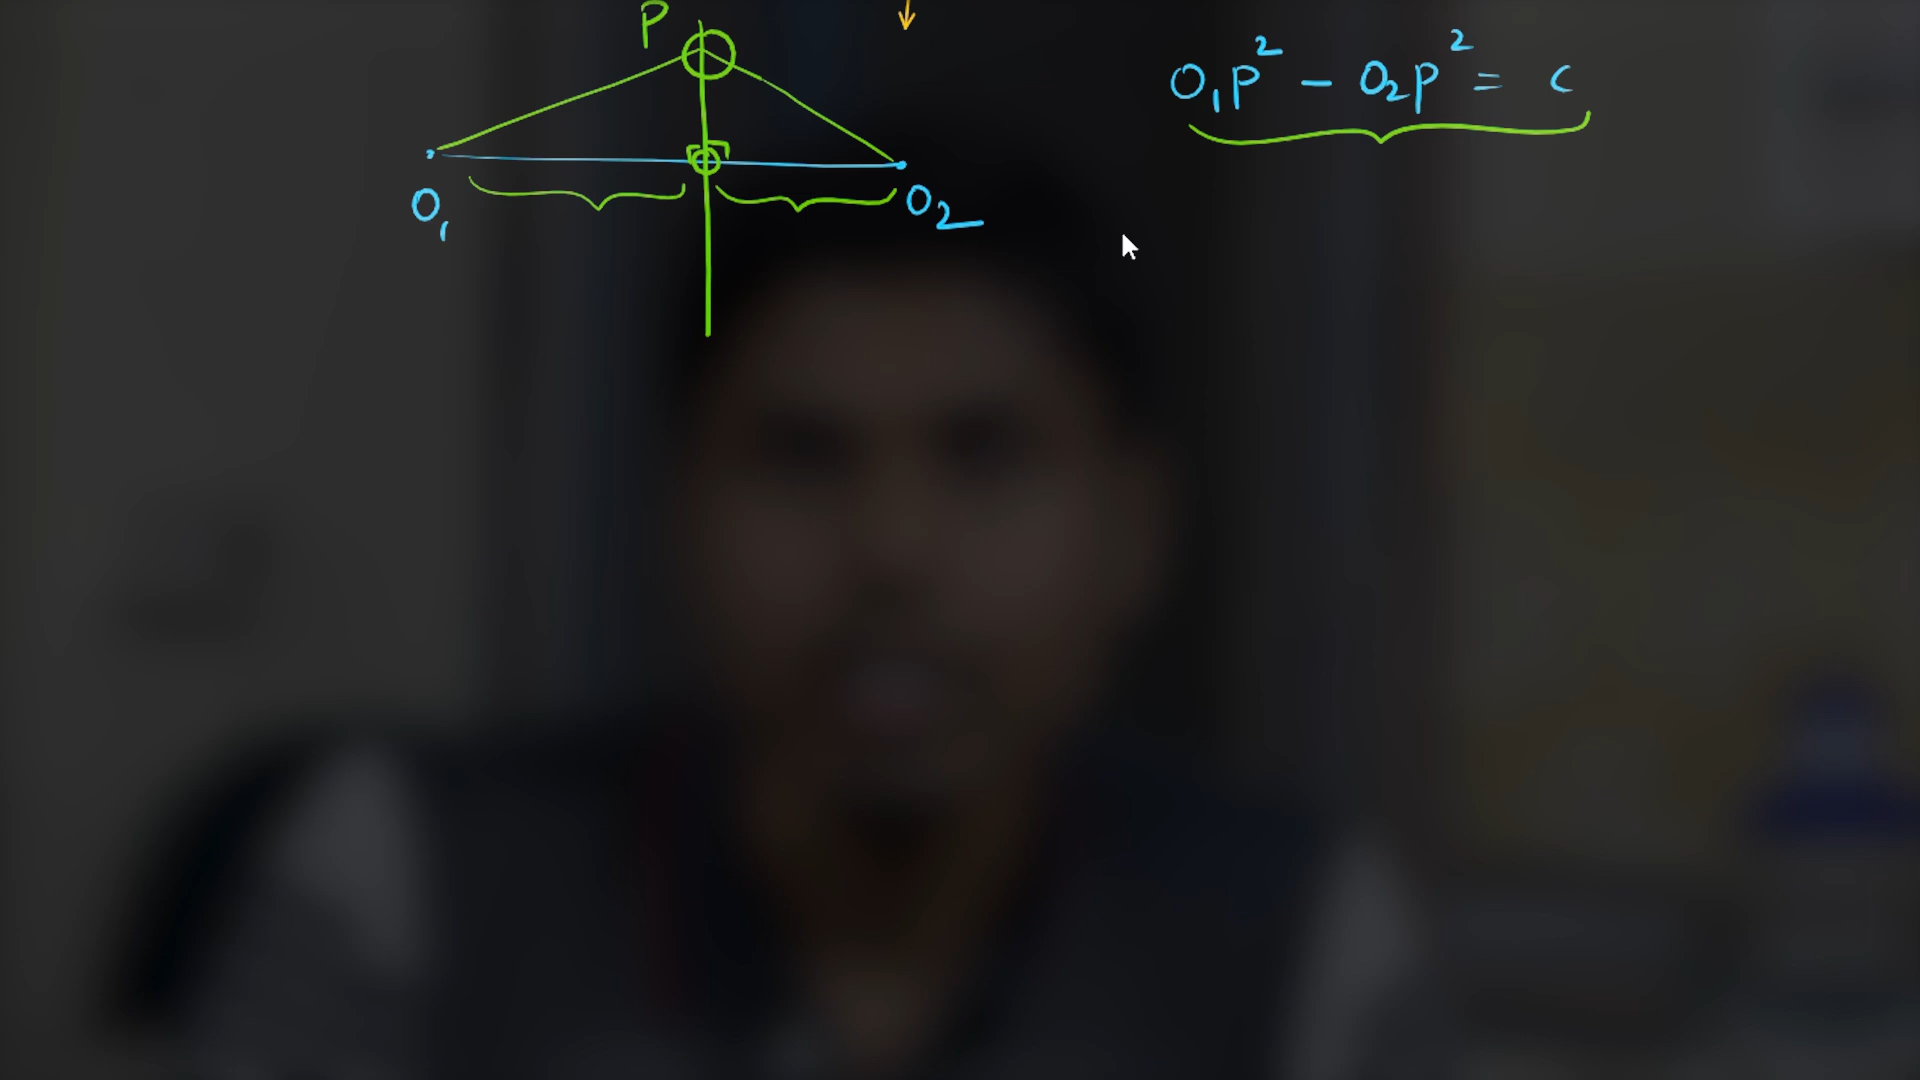 P
O₁P² - O₂P² = C
O₁
O₂